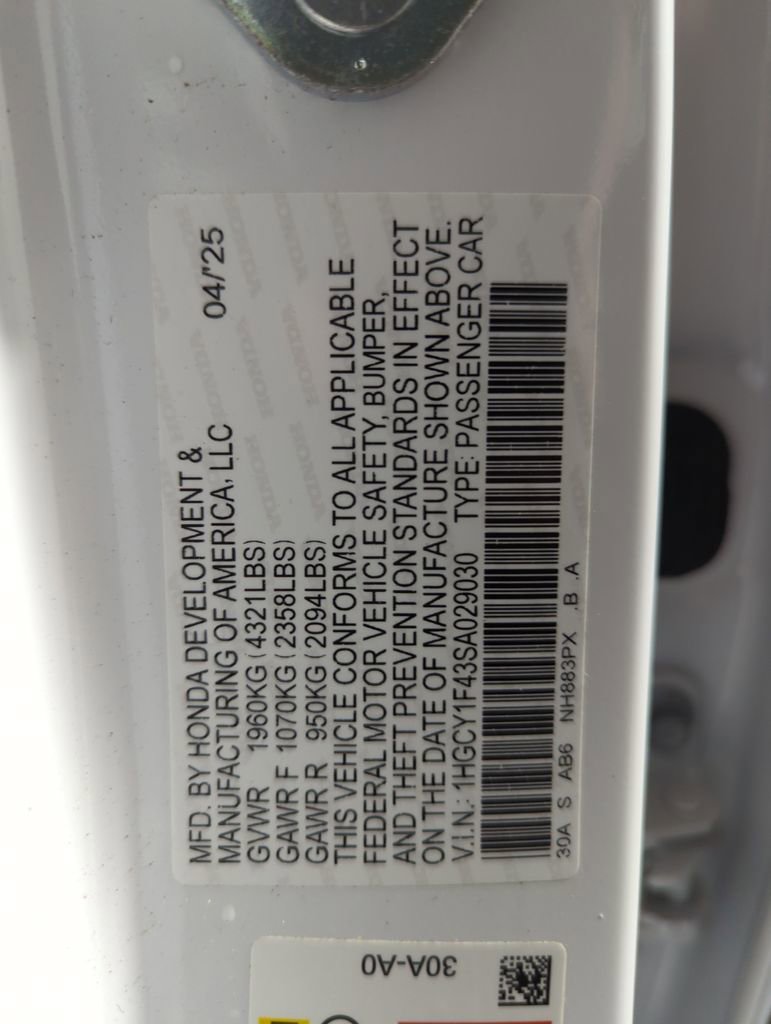 MFD. BY HONDA DEVELOPMENT &
MANUFACTURING OF AMERICA, LLC 04/'25
GVWR 1960KG (4321LBS)
GAWR F 1070KG (2358LBS)
GAWR R 950KG (2094LBS)
THIS VEHICLE CONFORMS TO ALL APPLICABLE
FEDERAL MOTOR VEHICLE SAFETY, BUMPER,
AND THEFT PREVENTION STANDARDS IN EFFECT
ON THE DATE OF MANUFACTURE SHOWN ABOVE.
V.I.N.: 1HGCY1F43SA029030 TYPE: PASSENGER CAR
30A S AB6 NH883PX .B .A
30A-A0